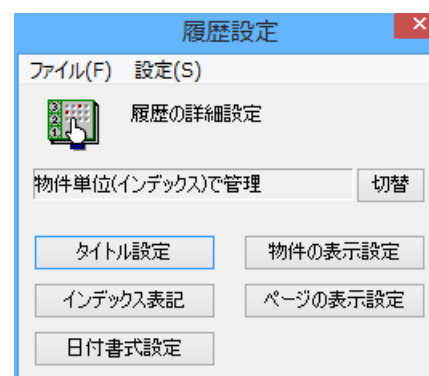 履歴設定
ファイル(F) 設定(S)
履歴の詳細設定
物件単位(インデックス)で管理 切替
タイトル設定 物件の表示設定
インデックス表記 ページの表示設定
日付書式設定